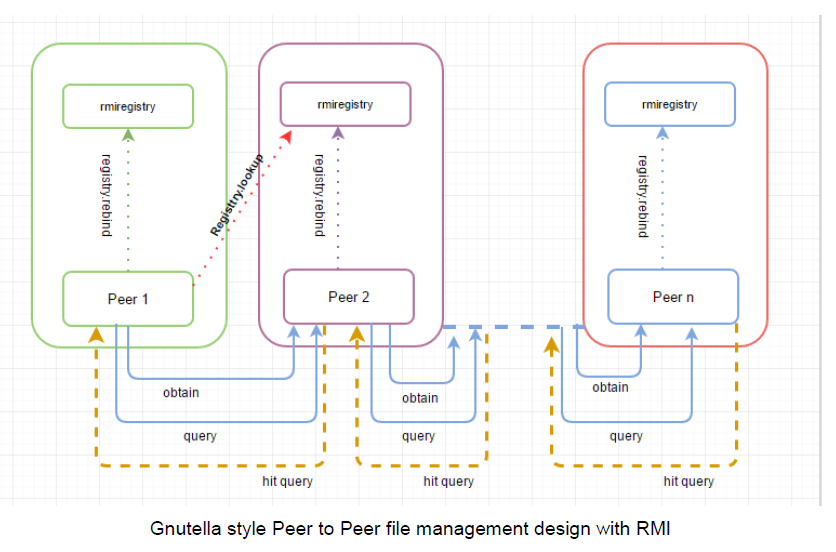 rmiregistry
rmiregistry
rmiregistry
registry.rebind
Registtry.lookup
registry.rebind
registry.rebind
Peer 1
Peer 2
Peer n
obtain
obtain
obtain
query
query
query
hit query
hit query
hit query
Gnutella style Peer to Peer file management design with RMI